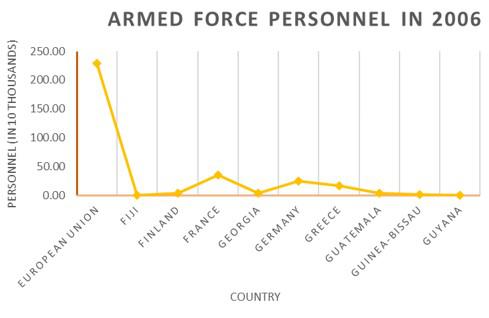 ARMED FORCE PERSONNEL IN 2006
PERSONNEL (IN 10 THOUSANDS)
250.00
200.00
150.00
100.00
50.00
0.00
EUROPEAN UNION
FIJI
FINLAND
FRANCE
GEORGIA
GERMANY
GREECE
GUATEMALA
GUINEA-BISSAU
GUYANA
COUNTRY